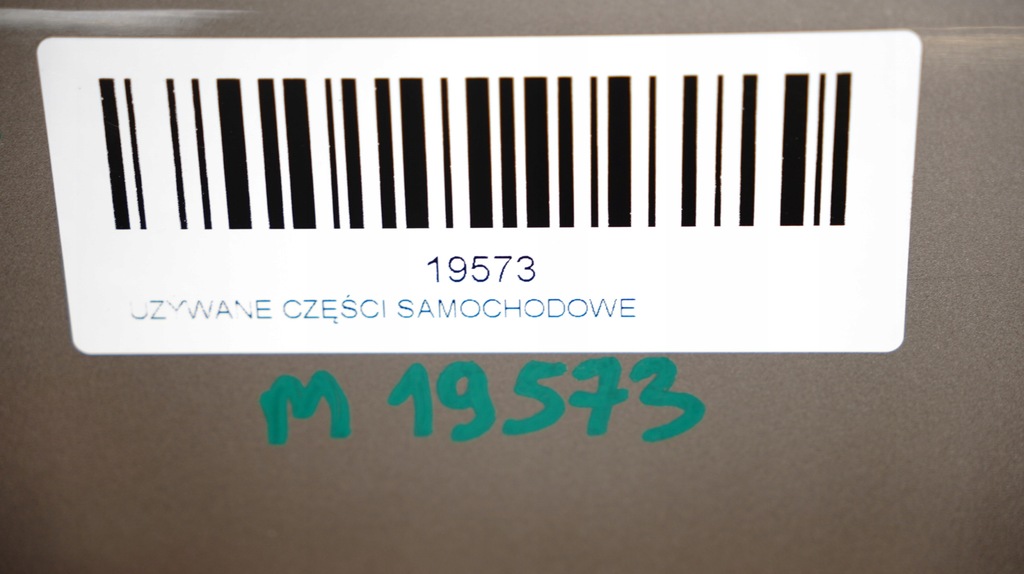 19573
UZYWANE CZĘŚCI SAMOCHODOWE
M 19573